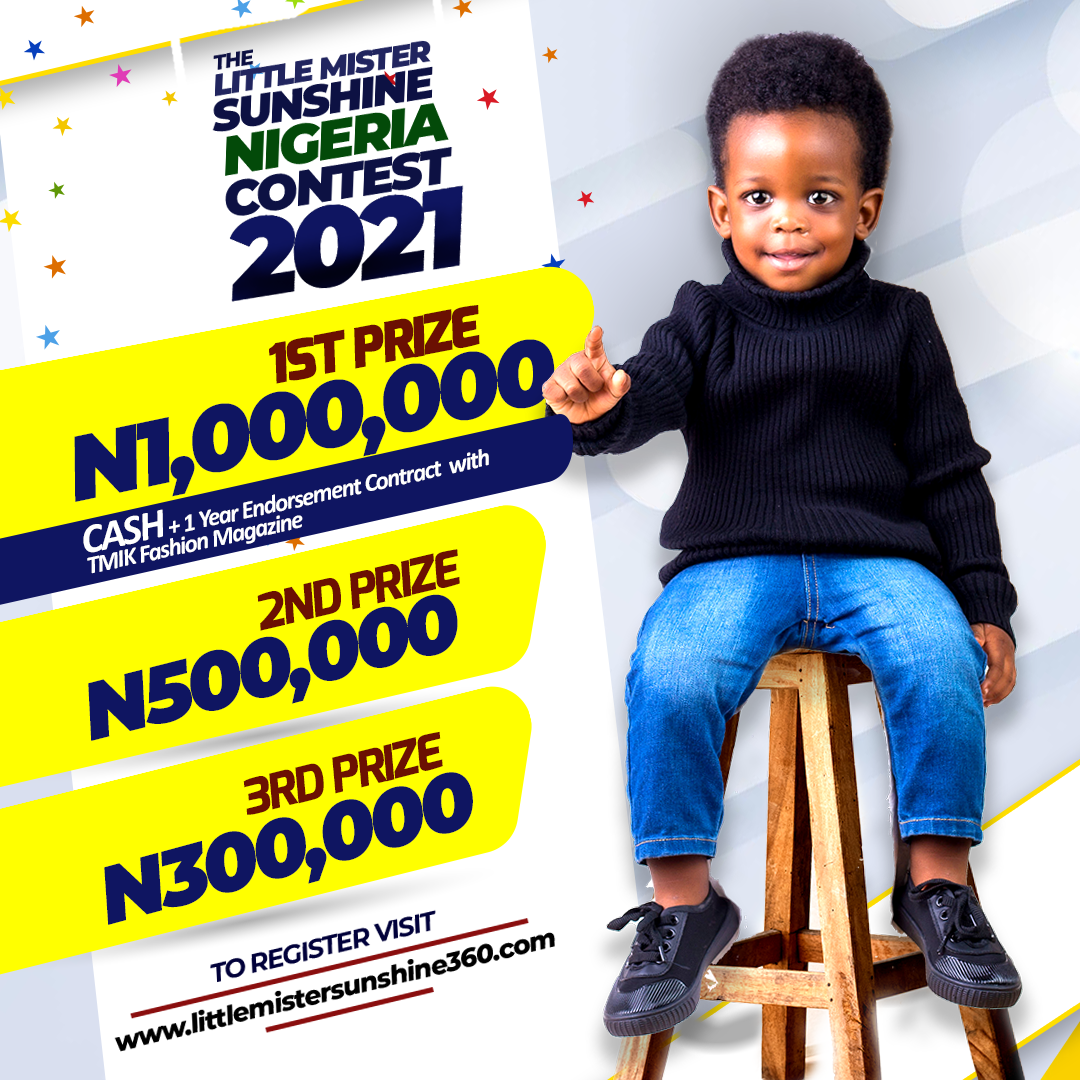 THE
LITTLE MISTER
SUNSHINE
NIGERIA
CONTEST
2021
1ST PRIZE
N1,000,000
CASH + 1 Year Endorsement Contract with
TMIK Fashion Magazine
2ND PRIZE
N500,000
3RD PRIZE
N300,000
TO REGISTER VISIT
www.littlemistersunshine360.com